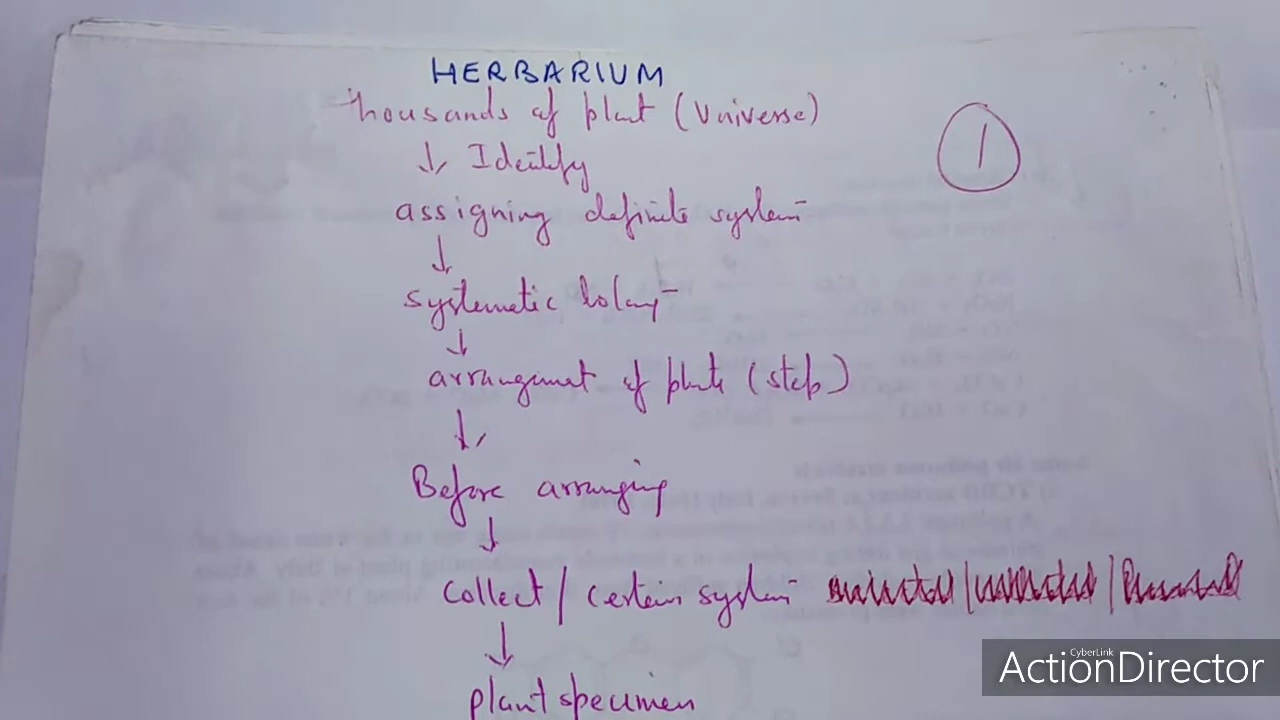 HERBARIUM
Thousands of plant (Universe)
1
↓ Identify
assigning definite system
↓
systematic botany
↓
arrangement of plants (step)
↓
Before arranging
↓
Collect / certain system
↓
plant specimen
CyberLink
ActionDirector